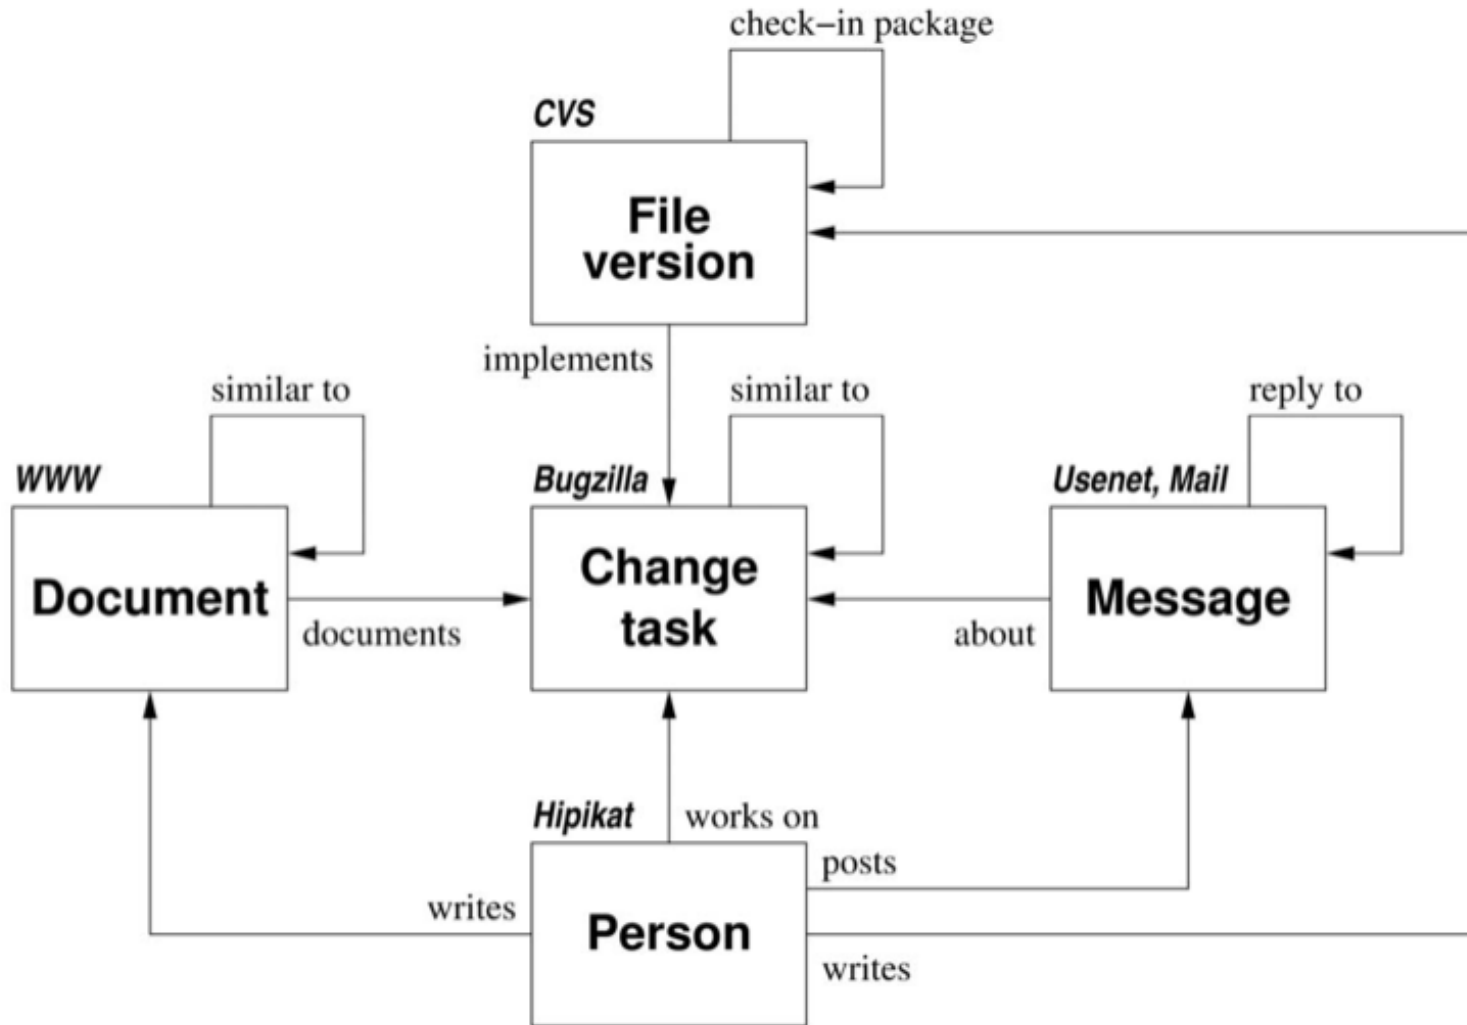 check–in package
CVS
File
version
implements
similar to
similar to
reply to
WWW
Bugzilla
Usenet, Mail
Document
Change
task
Message
documents
about
Hipikat
works on
posts
writes
Person
writes